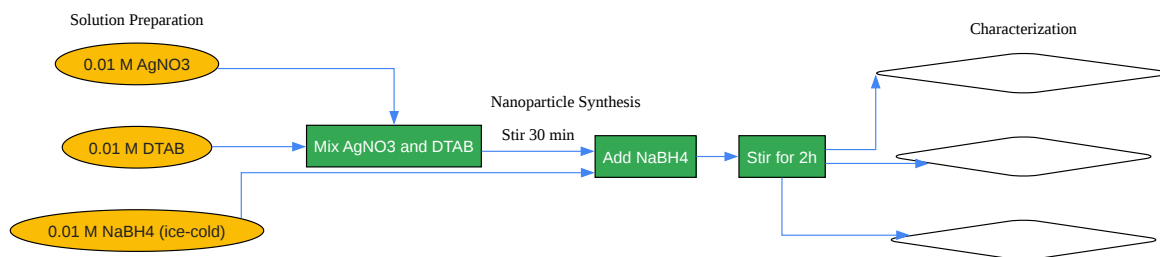 Solution Preparation
Characterization
0.01 M AgNO3
Nanoparticle Synthesis
Stir 30 min
0.01 M DTAB
Mix AgNO3 and DTAB
Add NaBH4
Stir for 2h
0.01 M NaBH4 (ice-cold)